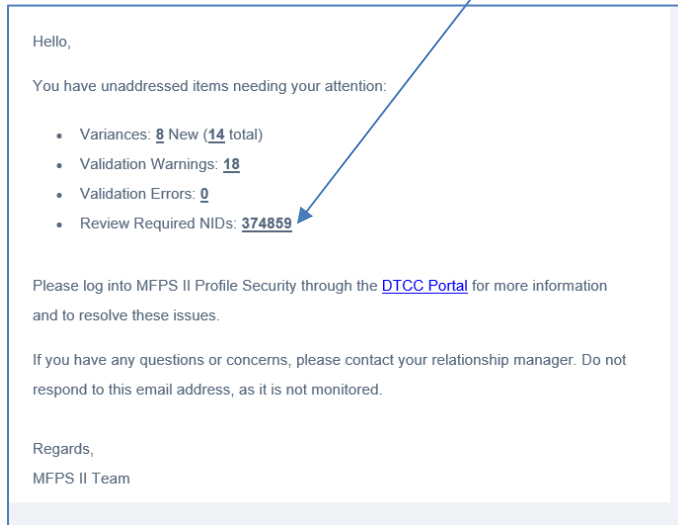 Hello,
You have unaddressed items needing your attention:
• Variances: 8 New (14 total)
• Validation Warnings: 18
• Validation Errors: 0
• Review Required NIDs: 374859
Please log into MFPS II Profile Security through the DTCC Portal for more information
and to resolve these issues.
If you have any questions or concerns, please contact your relationship manager. Do not
respond to this email address, as it is not monitored.
Regards,
MFPS II Team